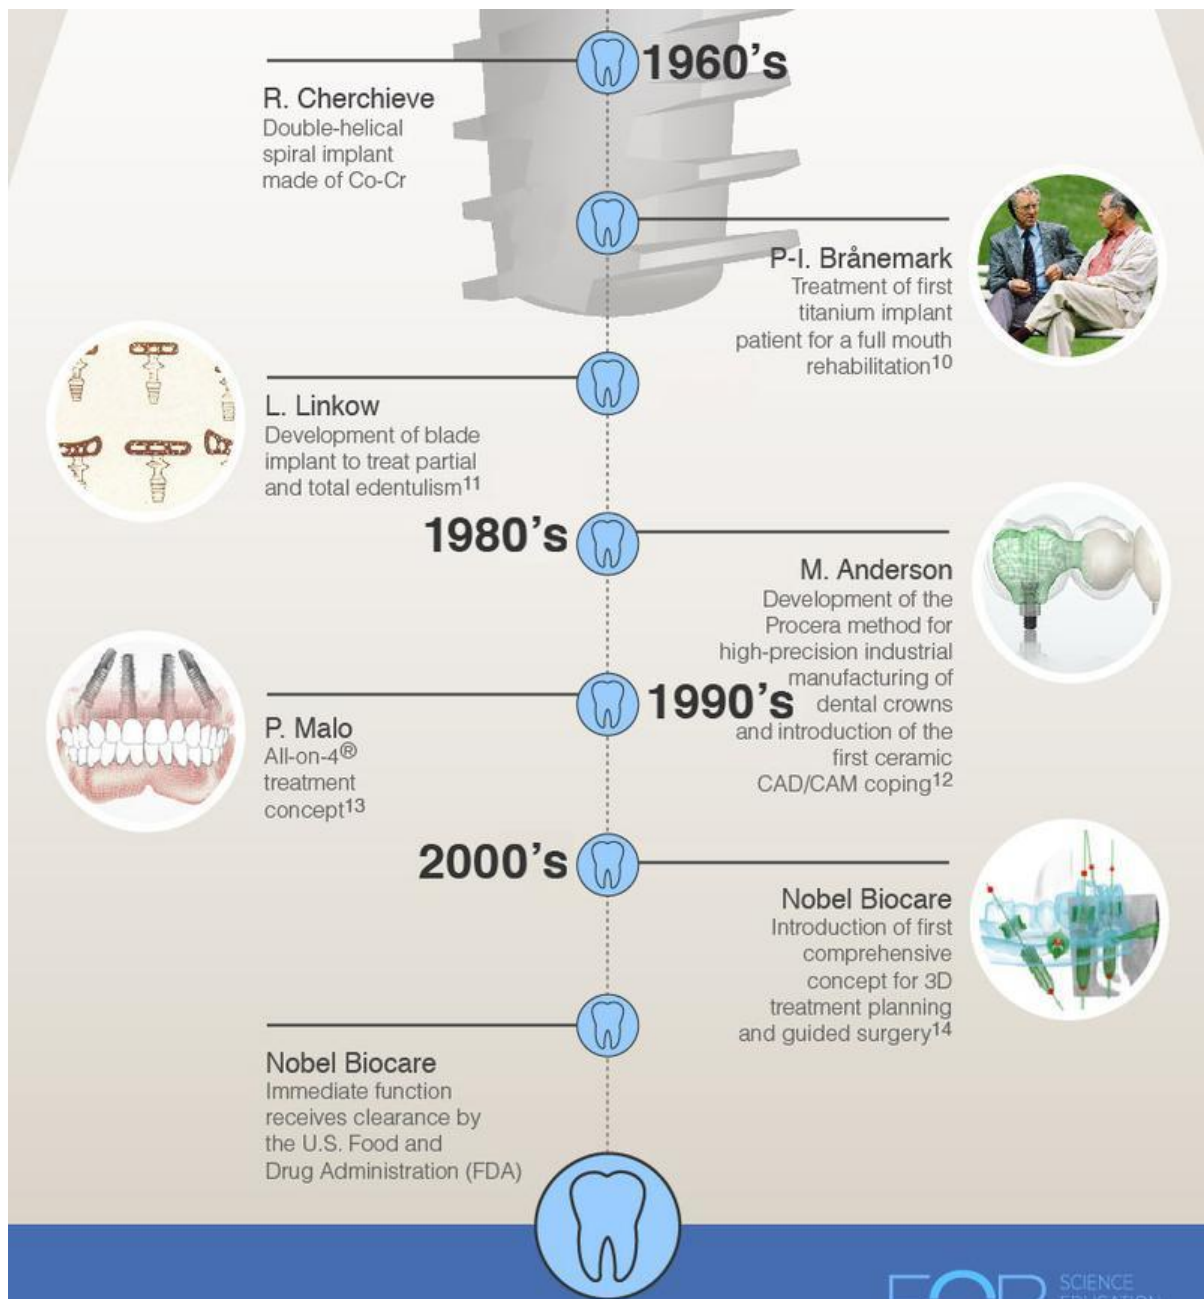 1960's
R. Cherchieve
Double-helical
spiral implant
made of Co-Cr
P-I. Brånemark
Treatment of first
titanium implant
patient for a full mouth
rehabilitation10
L. Linkow
Development of blade
implant to treat partial
and total edentulism11
1980's
M. Anderson
Development of the
Procera method for
high-precision industrial
manufacturing of
dental crowns
and introduction of the
first ceramic
CAD/CAM coping12
1990's
P. Malo
All-on-4®
treatment
concept13
2000's
Nobel Biocare
Introduction of first
comprehensive
concept for 3D
treatment planning
and guided surgery14
Nobel Biocare
Immediate function
receives clearance by
the U.S. Food and
Drug Administration (FDA)
SCIENCE